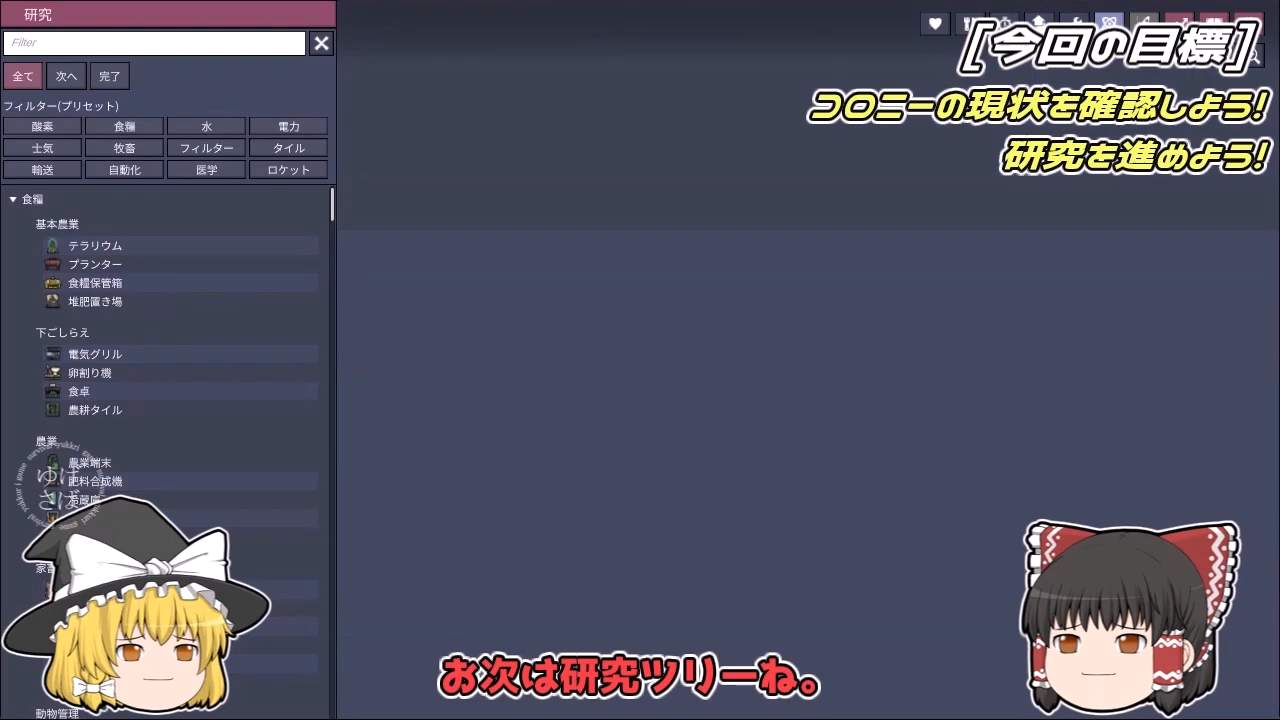 研究
Filter
全て 次へ 完了
フィルター(プリセット)
酸素 食糧 水 電力
士気 牧畜 フィルター タイル
輸送 自動化 医学 ロケット
食糧
基本農業
テラリウム
プランター
食糧保管箱
堆肥置き場
下ごしらえ
電気グリル
卵割り機
食卓
農耕タイル
農業
農業端末
肥料合成機
動物管理
ゆけ
さば
[今回の目標]
コロニーの現状を確認しよう!
研究を進めよう!
お次は研究ツリーね。